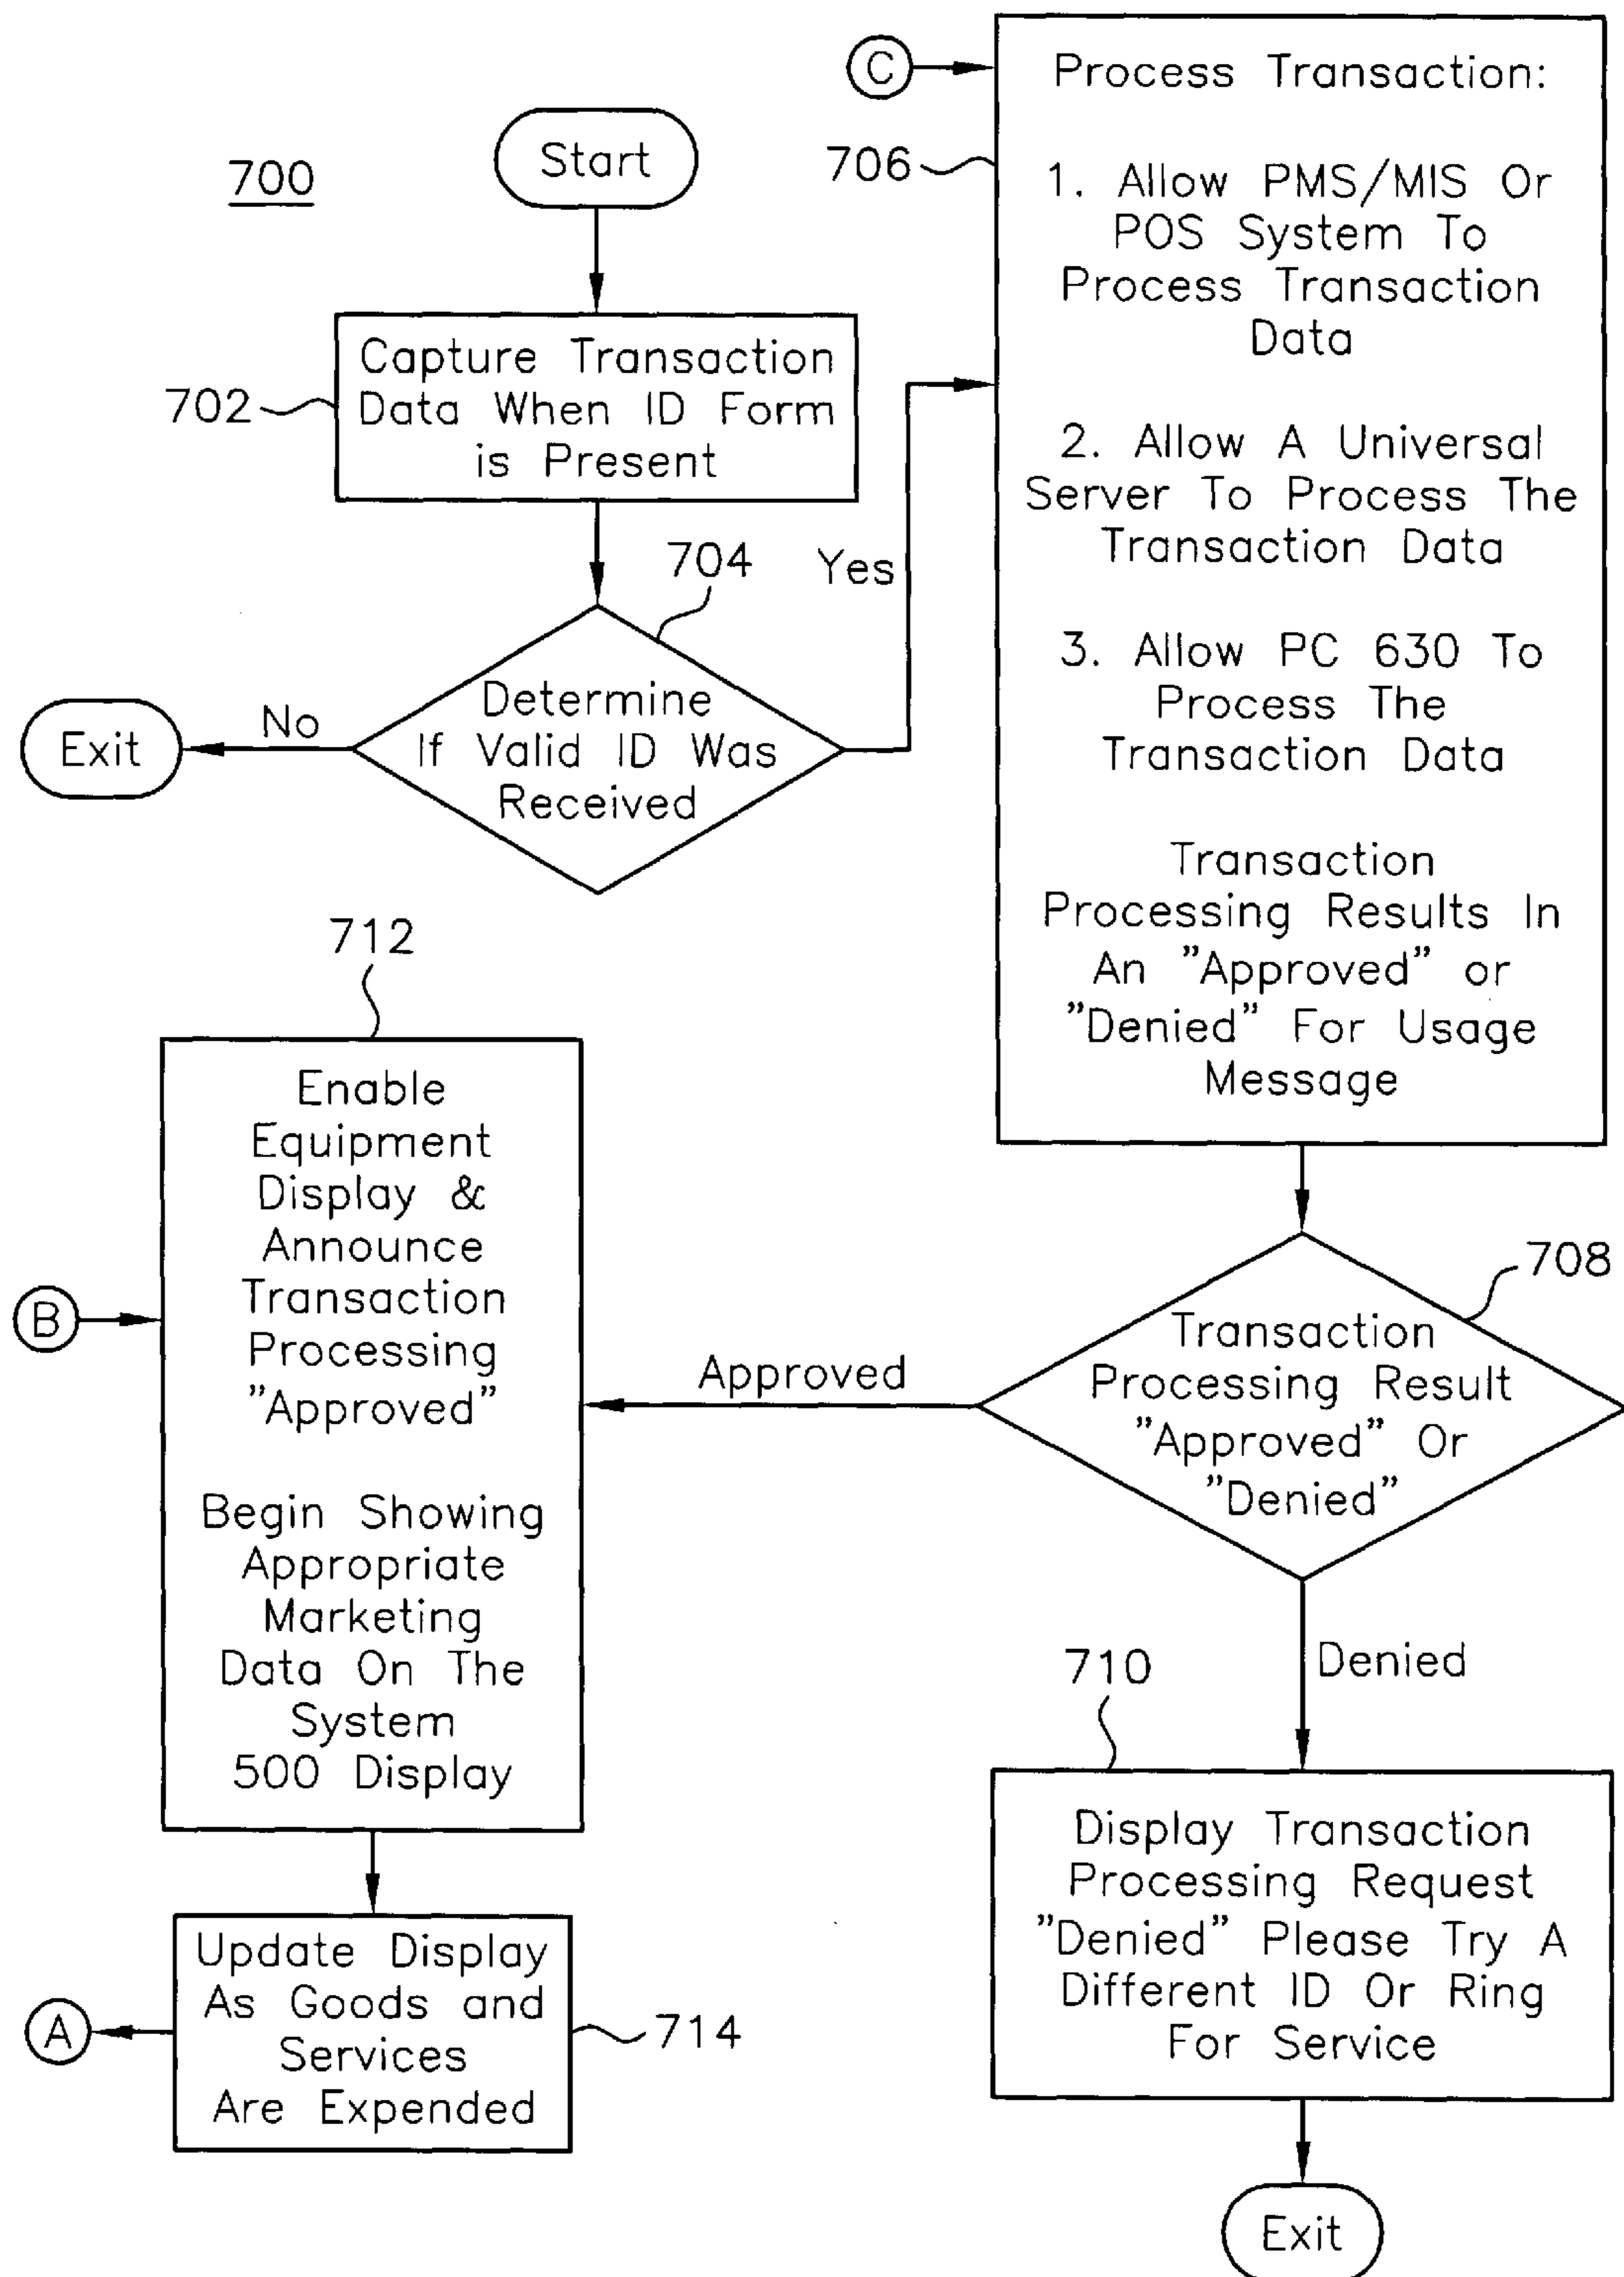 700
Start
702
Capture Transaction
Data When ID Form
is Present
704
Determine
If Valid ID Was
Received
No
Exit
Yes
C
706
Process Transaction:
1. Allow PMS/MIS Or
POS System To
Process Transaction
Data
2. Allow A Universal
Server To Process The
Transaction Data
3. Allow PC 630 To
Process The
Transaction Data
Transaction
Processing Results In
An "Approved" or
"Denied" For Usage
Message
708
Transaction
Processing Result
"Approved" Or
"Denied"
Approved
Denied
710
Display Transaction
Processing Request
"Denied" Please Try A
Different ID Or Ring
For Service
Exit
712
B
Enable
Equipment
Display &
Announce
Transaction
Processing
"Approved"
Begin Showing
Appropriate
Marketing
Data On The
System
500 Display
714
Update Display
As Goods and
Services
Are Expended
A